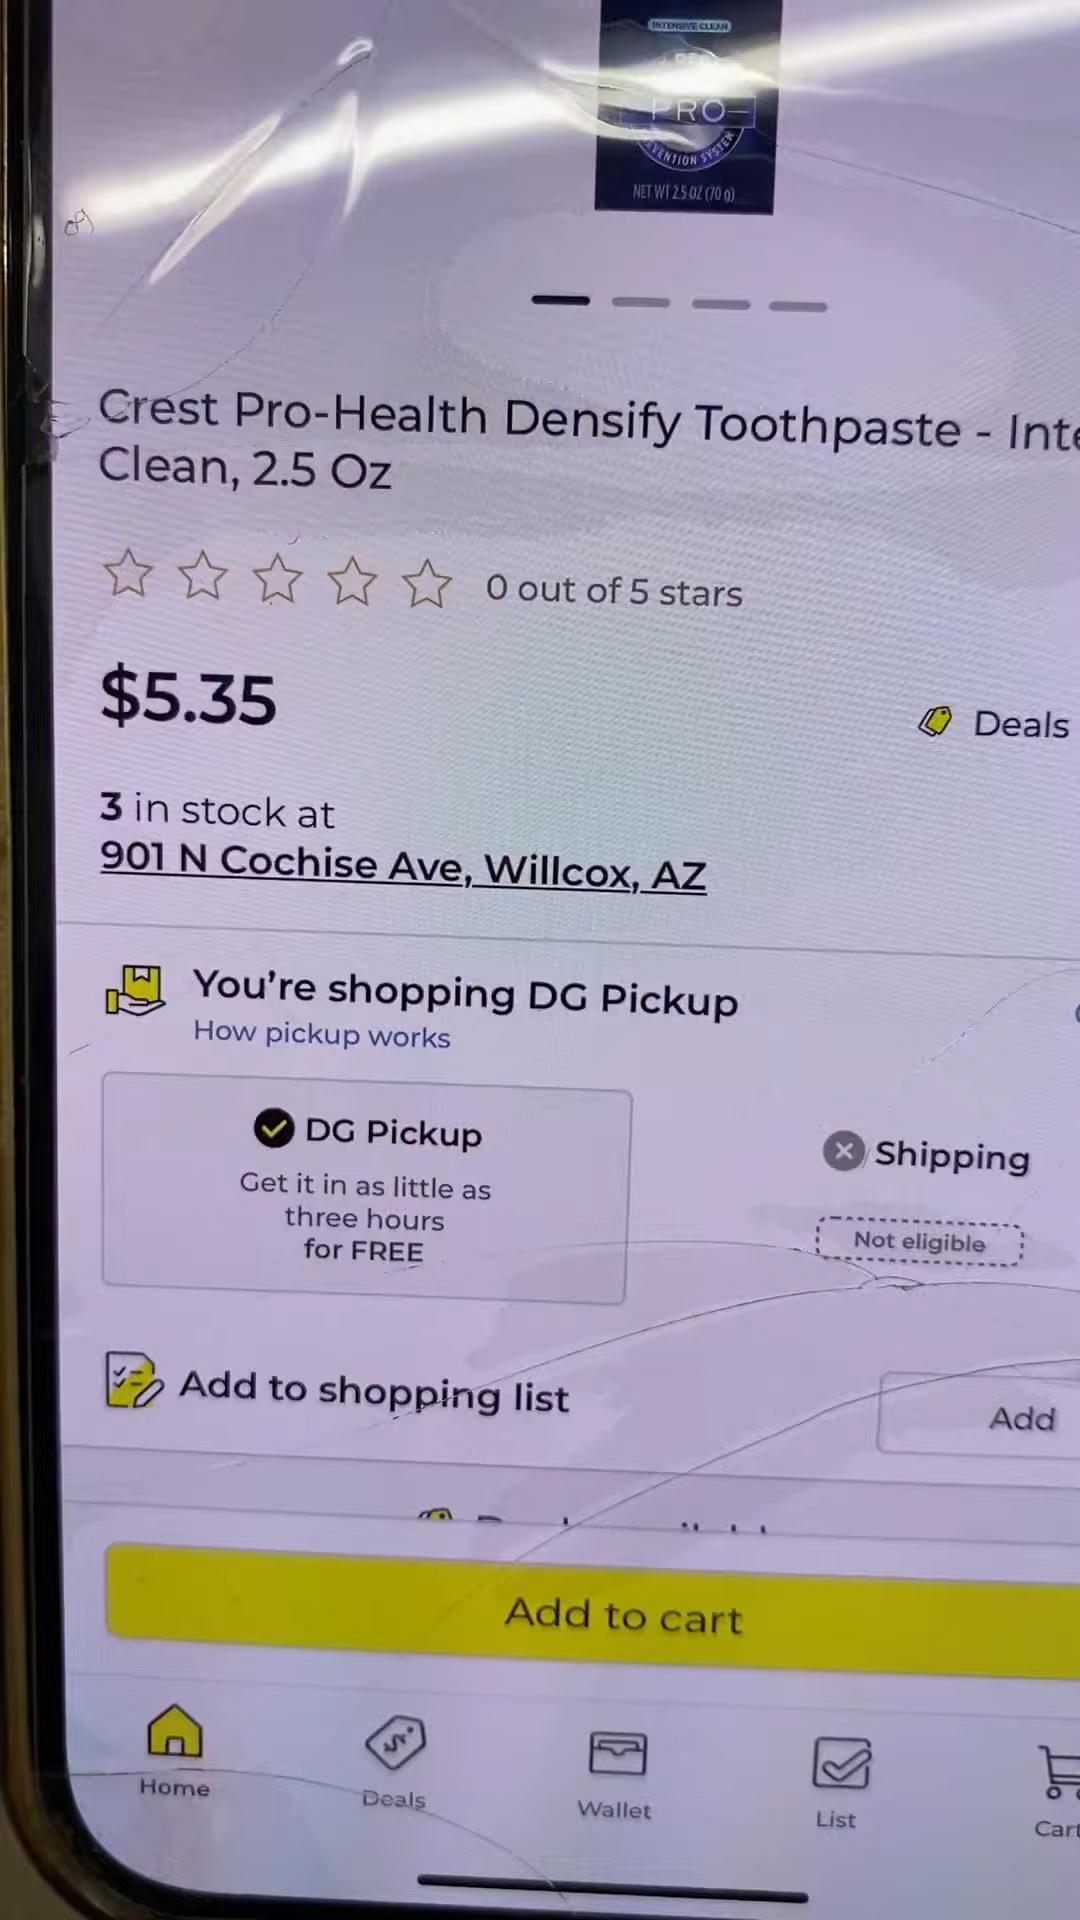 INTENSIVE CLEAN
PRO
NET WT 2.5 OZ (70 g)
Crest Pro-Health Densify Toothpaste -
Clean, 2.5 Oz
0 out of 5 stars
$5.35
Deals
3 in stock at
901 N Cochise Ave, Willcox, AZ
You're shopping DG Pickup
How pickup works
DG Pickup
Get it in as little as
three hours
for FREE
Shipping
Not eligible
Add to shopping list
Add
Add to cart
Home
Deals
Wallet
List
Cart